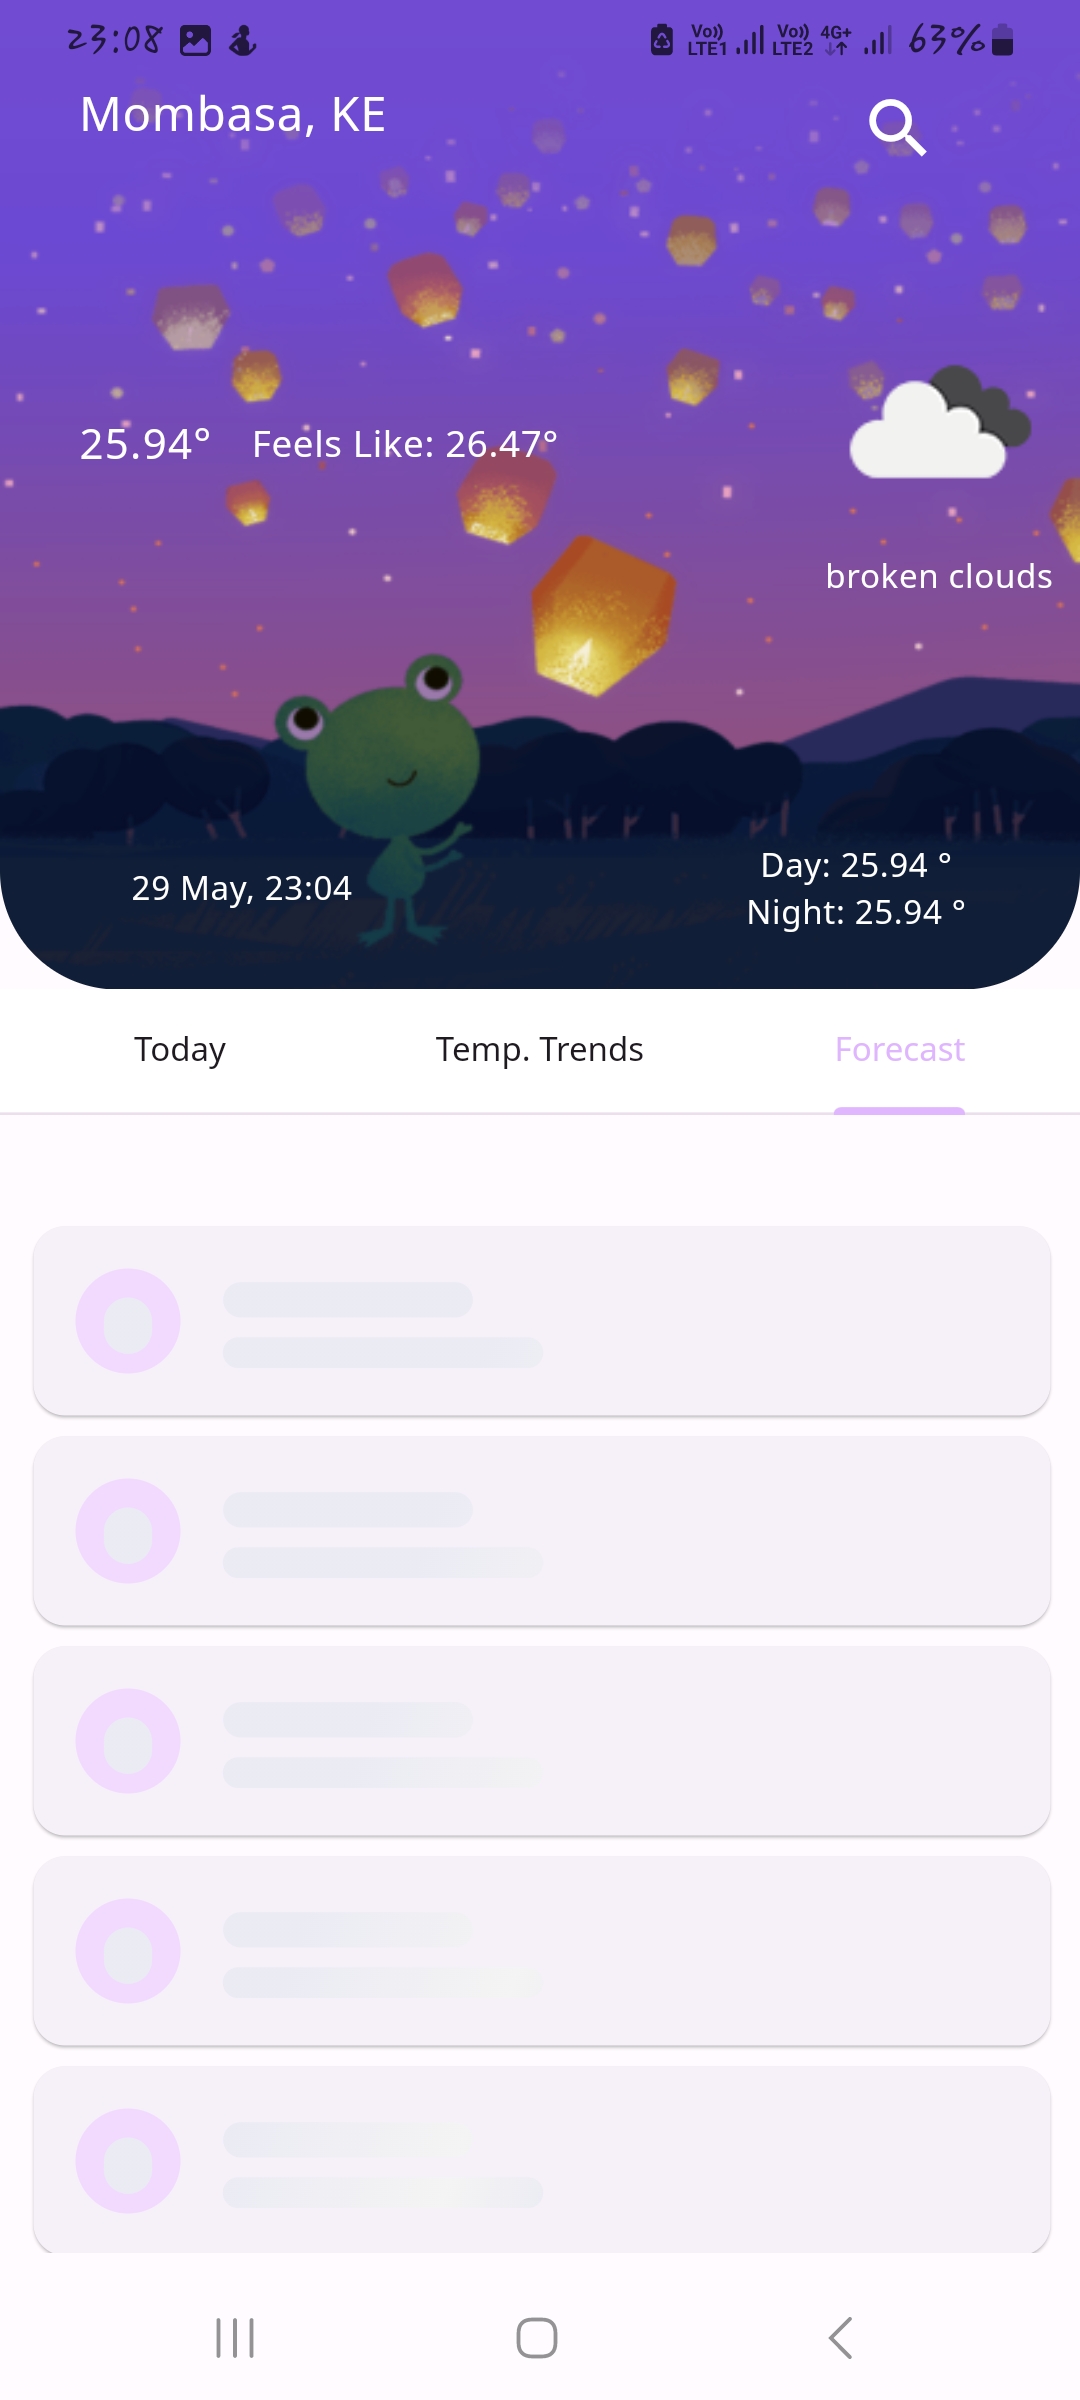 23:08 Vo)) LTE1 Vo)) LTE2 4G+ 63%
Mombasa, KE
25.94° Feels Like: 26.47°
broken clouds
29 May, 23:04
Day: 25.94 °
Night: 25.94 °
Today Temp. Trends Forecast